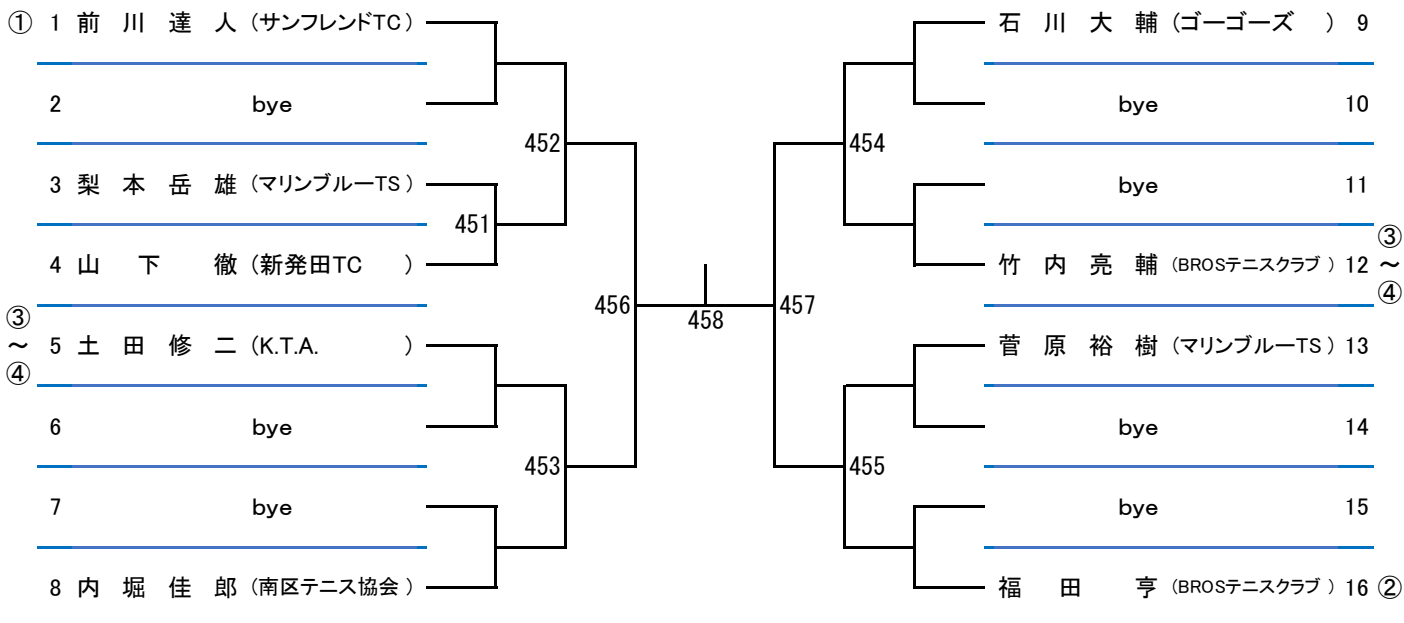 ① 1 前 川 達 人 (サンフレンドTC)
2 bye
452
3 梨 本 岳 雄 (マリンブルーTS)
451
4 山 下 徹 (新発田TC )
456
③
～
④
5 土 田 修 二 (K.T.A. )
6 bye
453
7 bye
8 内 堀 佳 郎 (南区テニス協会)
458
石 川 大 輔 (ゴーゴーズ ) 9
bye 10
454
bye 11
竹 内 亮 輔 (BROSテニスクラブ) 12
③
～
④
457
菅 原 裕 樹 (マリンブルーTS) 13
bye 14
455
bye 15
福 田 亨 (BROSテニスクラブ) 16 ②